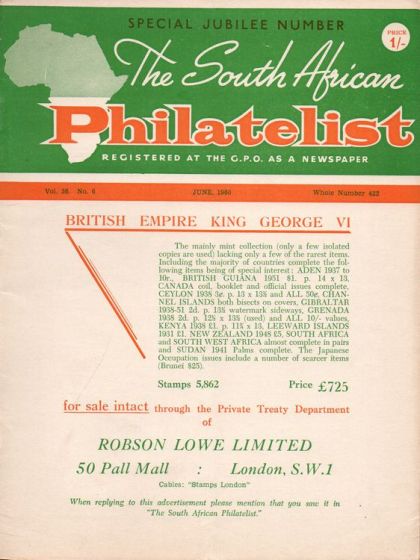 SPECIAL JUBILEE NUMBER
PRICE
1/-
The South African
Philatelist
REGISTERED AT THE G.P.O. AS A NEWSPAPER
Vol. 36 No. 6 JUNE, 1960 Whole Number 422
BRITISH EMPIRE KING GEORGE VI
The mainly mint collection (only a few isolated
copies are used) lacking only a few of the rarest items.
Including the majority of countries complete the fol-
lowing items being of special interest: ADEN 1937 to
10r., BRITISH GUIANA 1951 $1. p. 14 x 13,
CANADA coil, booklet and official issues complete,
CEYLON 1938 3c. p. 13 x 13½ and ALL 50c, CHAN-
NEL ISLANDS both bisects on covers, GIBRALTAR
1938-51 2d. p. 13½ watermark sideways, GRENADA
1938 2d. p. 12½ x 13½ (used) and ALL 10/- values,
KENYA 1938 £1. p. 11¾ x 13, LEEWARD ISLANDS
1931 £1. NEW ZEALAND 1948 £5, SOUTH AFRICA
and SOUTH WEST AFRICA almost complete in pairs
and SUDAN 1941 Palms complete. The Japanese
Occupation issues include a number of scarcer items
(Brunei $25).
Stamps 5,862 Price £725
for sale intact through the Private Treaty Department
of
ROBSON LOWE LIMITED
50 Pall Mall : London, S.W.1
Cables: "Stamps London"
When replying to this advertisement please mention that you saw it in
"The South African Philatelist."